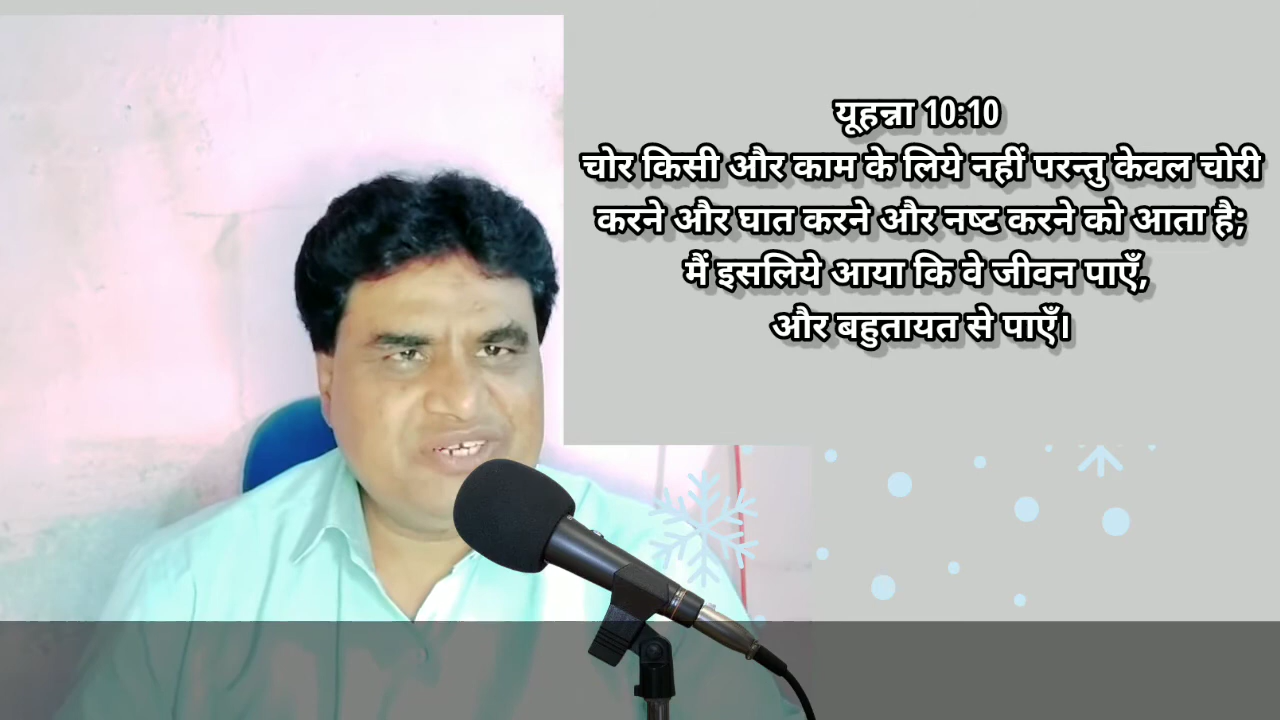 यूहन्ना 10:10
चोर किसी और काम के लिये नहीं परन्तु केवल चोरी
करने और घात करने और नष्ट करने को आता है;
मैं इसलिये आया कि वे जीवन पाएँ,
और बहुतायत से पाएँ।